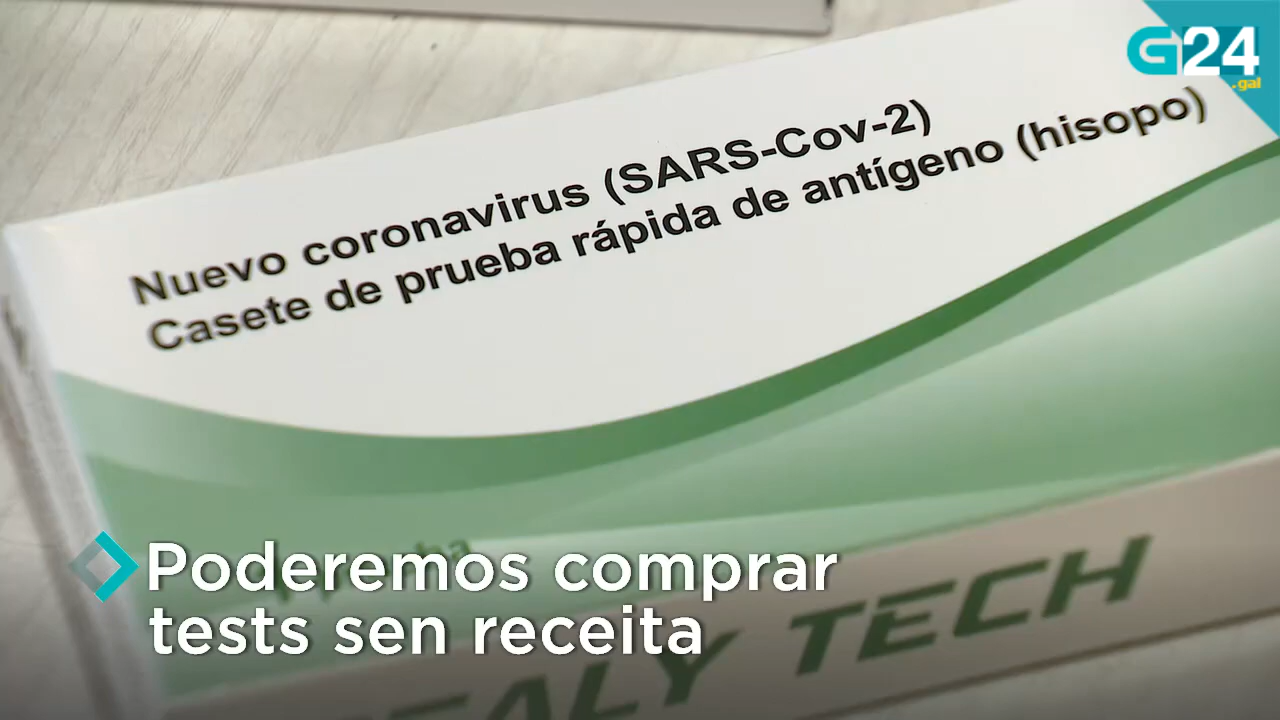 G24
.gal
Nuevo coronavirus (SARS-Cov-2)
Casete de prueba rápida de antígeno (hisopo)
Poderemos comprar
tests sen receita
TECH